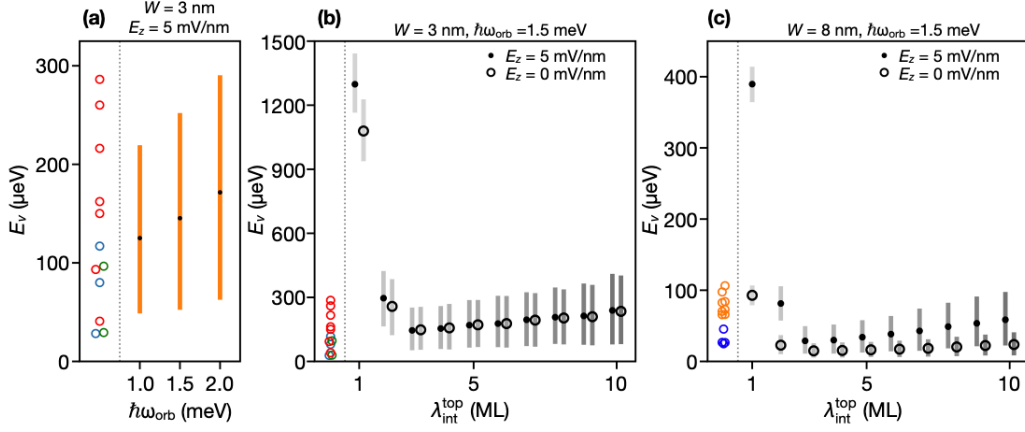 (a)
W = 3 nm
E_z = 5 mV/nm
E_v (μeV)
300
200
100
0
1.0 1.5 2.0
ℏω_orb (meV)
(b)
W = 3 nm, ℏω_orb =1.5 meV
E_z = 5 mV/nm
E_z = 0 mV/nm
E_v (μeV)
1500
1200
900
600
300
0
1 5 10
λ_int^top (ML)
(c)
W = 8 nm, ℏω_orb =1.5 meV
E_z = 5 mV/nm
E_z = 0 mV/nm
E_v (μeV)
400
300
200
100
0
1 5 10
λ_int^top (ML)